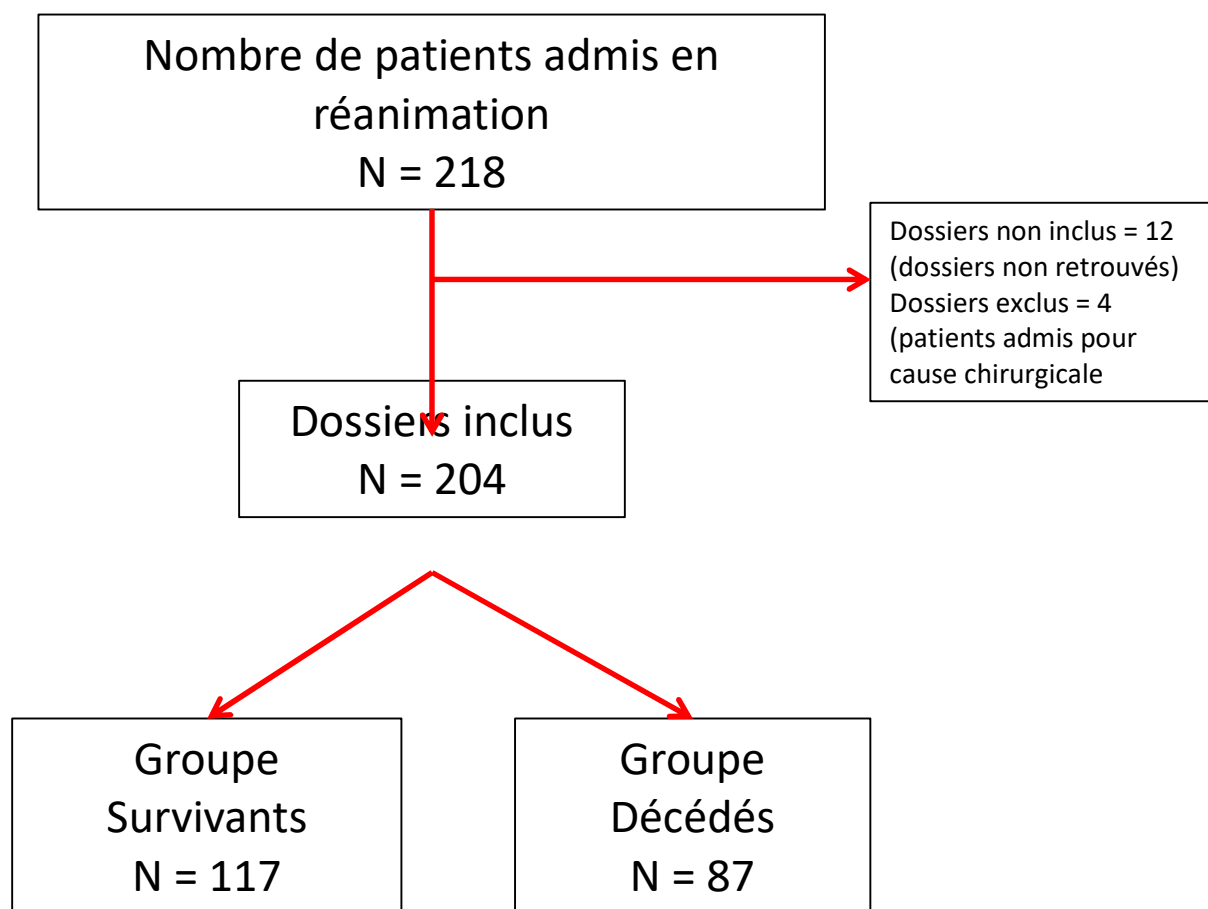 Nombre de patients admis en
réanimation
N = 218
Dossiers non inclus = 12
(dossiers non retrouvés)
Dossiers exclus = 4
(patients admis pour
cause chirurgicale
Dossiers inclus
N = 204
Groupe
Survivants
N = 117
Groupe
Décédés
N = 87